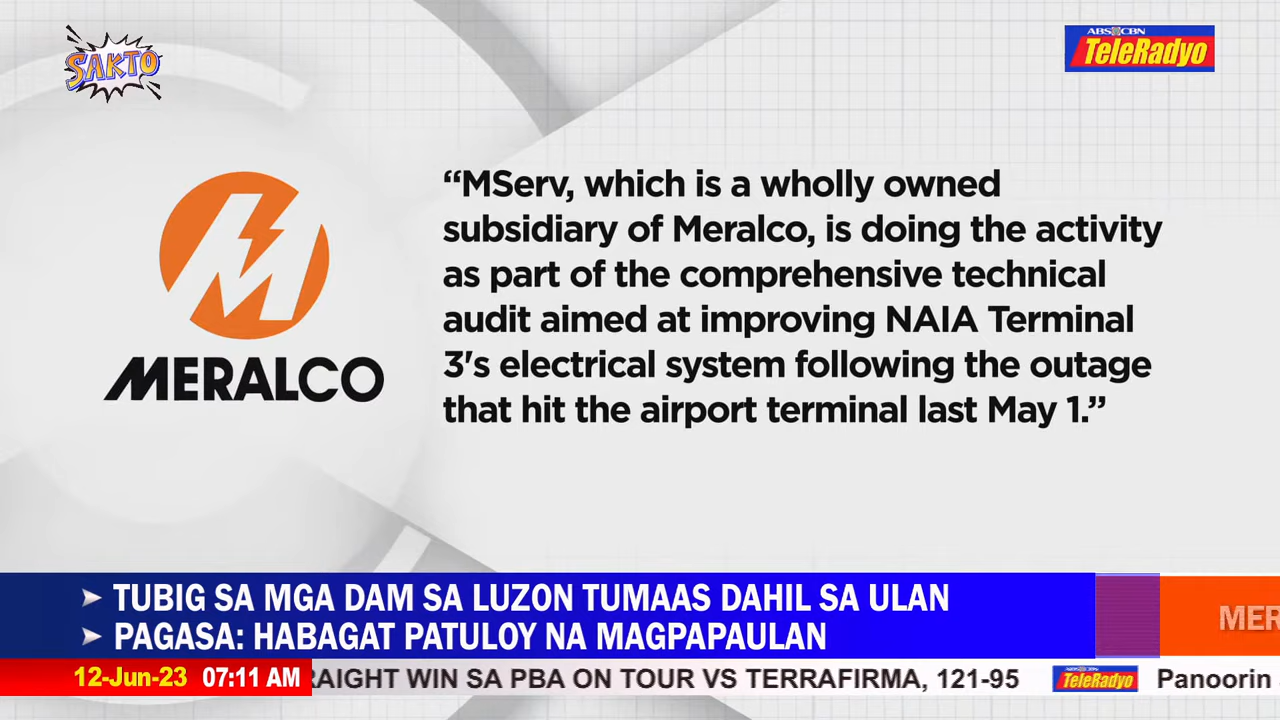 SAKTO
ABS-CBN
TeleRadyo
“MServ, which is a wholly owned
subsidiary of Meralco, is doing the activity
as part of the comprehensive technical
audit aimed at improving NAIA Terminal
3's electrical system following the outage
that hit the airport terminal last May 1.”
MERALCO
➢ TUBIG SA MGA DAM SA LUZON TUMAAS DAHIL SA ULAN
➢ PAGASA: HABAGAT PATULOY NA MAGPAPAULAN
MER
12-Jun-23 07:11 AM RAIGHT WIN SA PBA ON TOUR VS TERRAFIRMA, 121-95 ABS-CBN TeleRadyo Panoorin